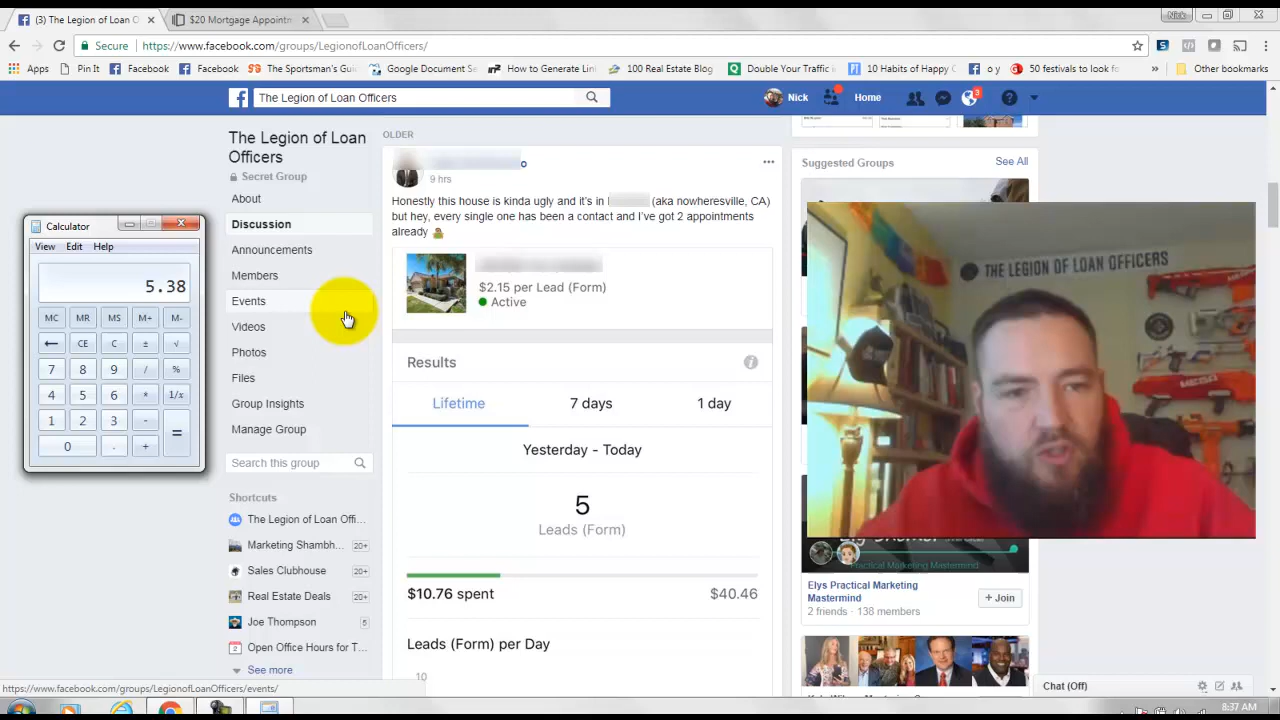 (3) The Legion of Loan O
$20 Mortgage Appointm
Nick
Secure
https://www.facebook.com/groups/LegionofLoanOfficers/
Apps
Pin It
Facebook
Facebook
The Sportsman's Gui
Google Document Se
How to Generate Lin
100 Real Estate Blog
Double Your Traffic i
10 Habits of Happy C
o y
50 festivals to look fo
»
Other bookmarks
The Legion of Loan Officers
Nick
Home
3
The Legion of Loan
Officers
Secret Group
About
Discussion
Announcements
Members
Events
Videos
Photos
Files
Group Insights
Manage Group
Search this group
Shortcuts
The Legion of Loan Offi...
Marketing Shambh... 20+
Sales Clubhouse 20+
Real Estate Deals 20+
Joe Thompson 5
Open Office Hours for T...
See more
https://www.facebook.com/groups/LegionofLoanOfficers/events/
Calculator
View Edit Help
5.38
MC MR MS M+ M-
← CE C ± √
7 8 9 / %
4 5 6 * 1/x
1 2 3 - =
0 . +
OLDER
9 hrs
Honestly this house is kinda ugly and it's in (aka nowheresville, CA)
but hey, every single one has been a contact and I've got 2 appointments
already
$2.15 per Lead (Form)
Active
Results
Lifetime
7 days
1 day
Yesterday - Today
5
Leads (Form)
$10.76 spent
$40.46
Leads (Form) per Day
10
Suggested Groups
See All
THE LEGION OF LOAN OFFICERS
Practical Marketing Mastermind
Elys Practical Marketing
Mastermind
2 friends · 138 members
+ Join
Chat (Off)
8:37 AM